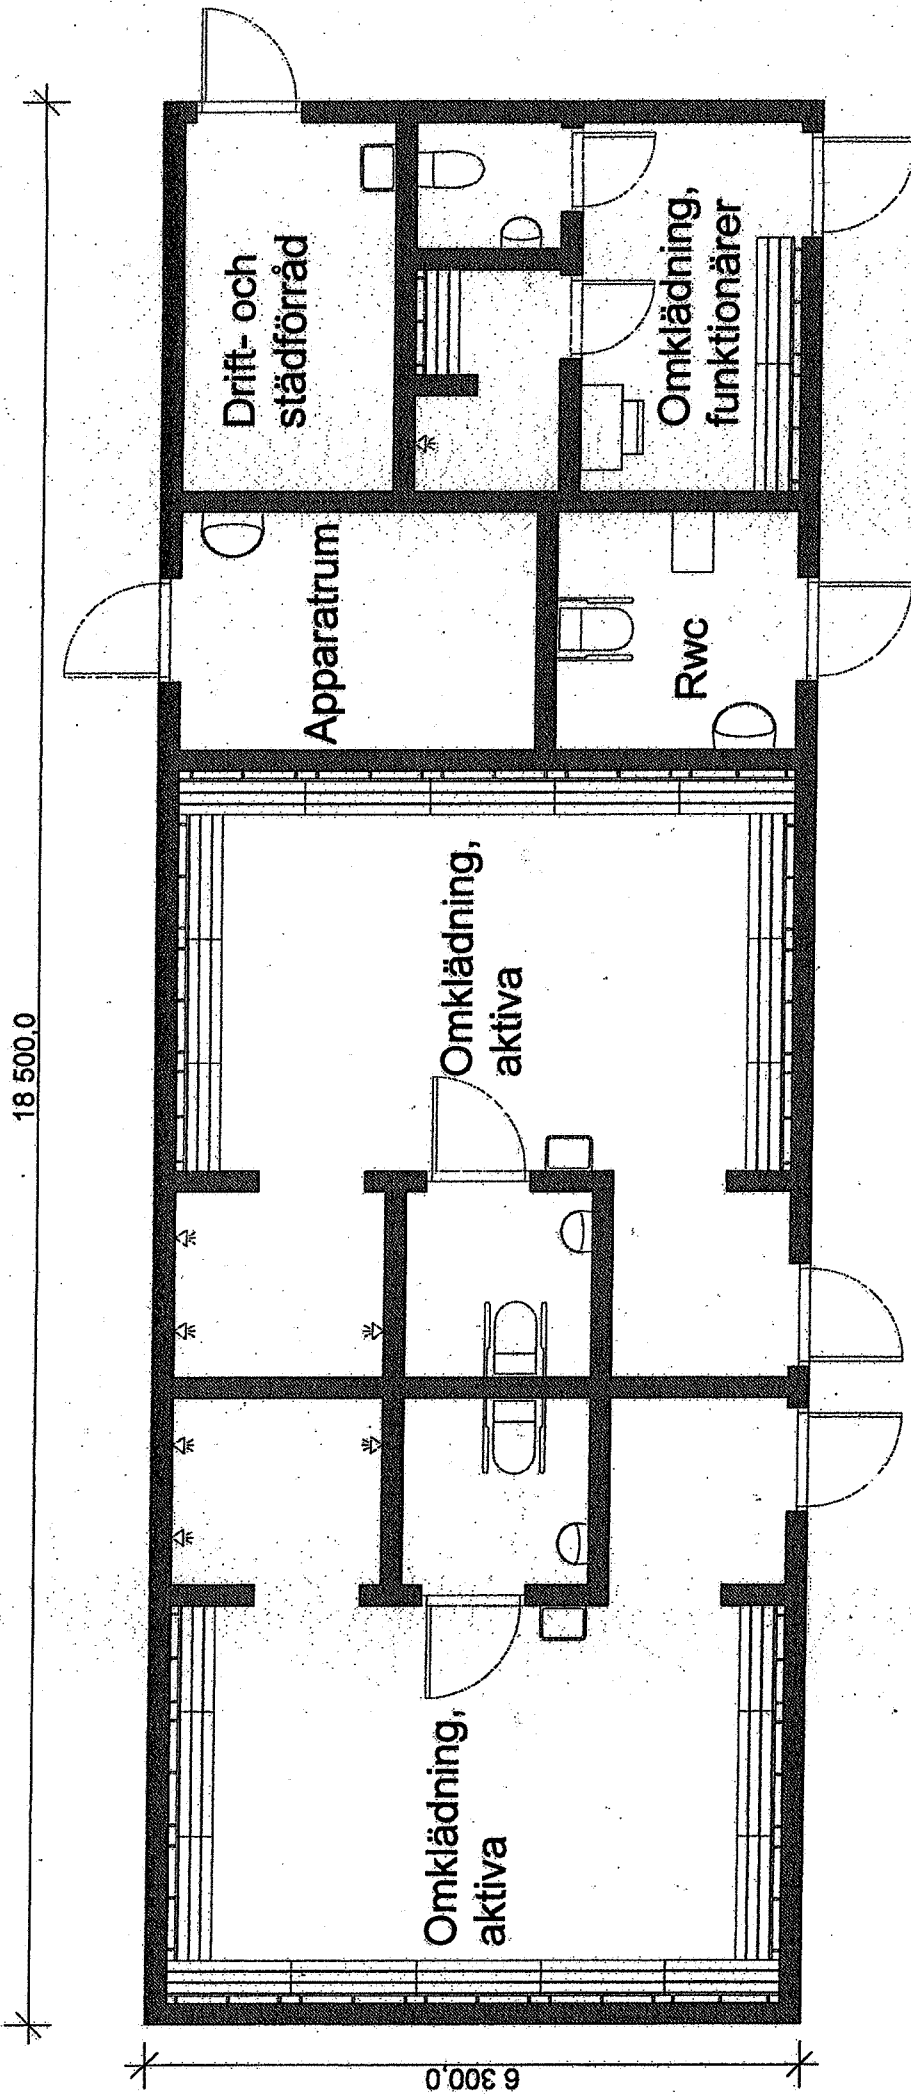 18 500,0
6 300,0
Omklädning,
aktiva
Omklädning,
aktiva
Apparatrum
Rwc
Drift- och
städförråd
Omklädning,
funktionärer